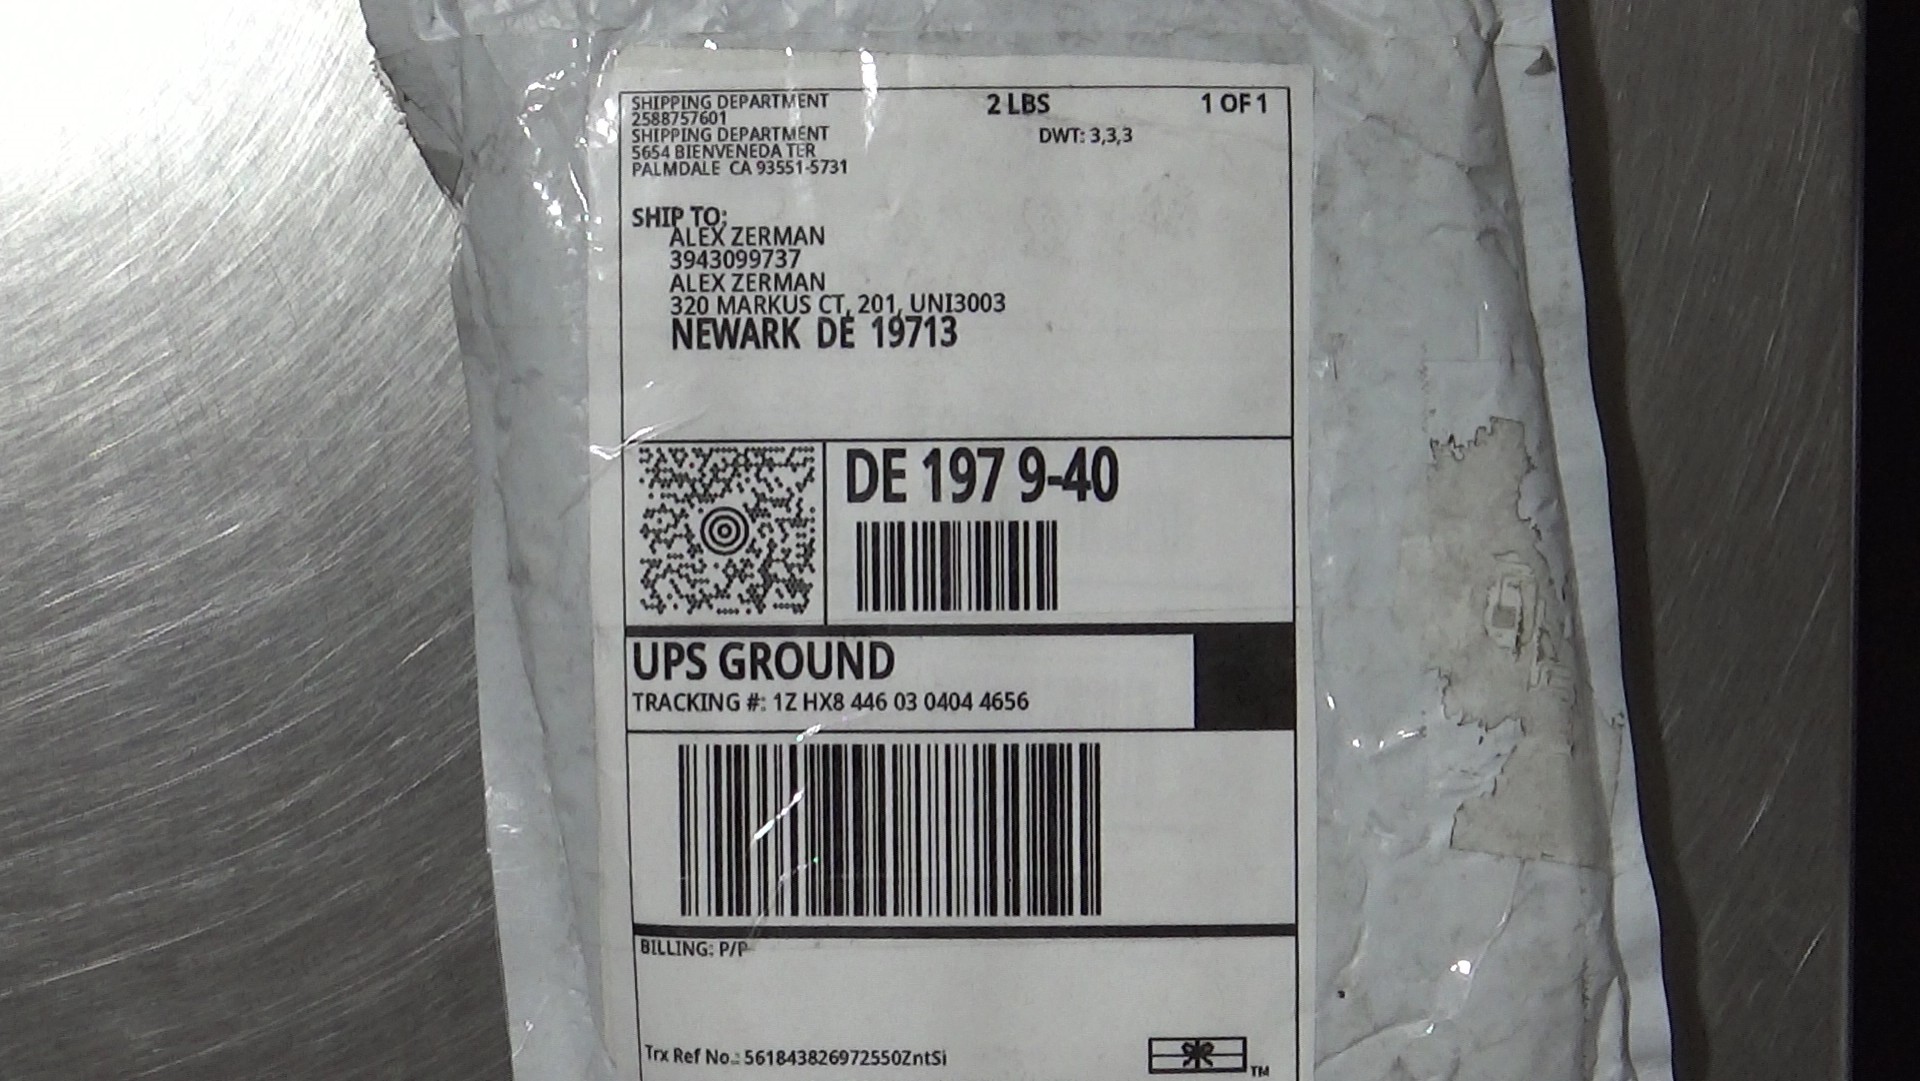 SHIPPING DEPARTMENT
2588757601
SHIPPING DEPARTMENT
5654 BIENVENEDA TER
PALMDALE CA 93551-5731
2 LBS
1 OF 1
DWT: 3,3,3
SHIP TO:
ALEX ZERMAN
3943099737
ALEX ZERMAN
320 MARKUS CT, 201, UNI3003
NEWARK DE 19713
DE 197 9-40
UPS GROUND
TRACKING #: 1Z HX8 446 03 0404 4656
BILLING: P/P
Trx Ref No.: 561843826972550ZntSi
TM